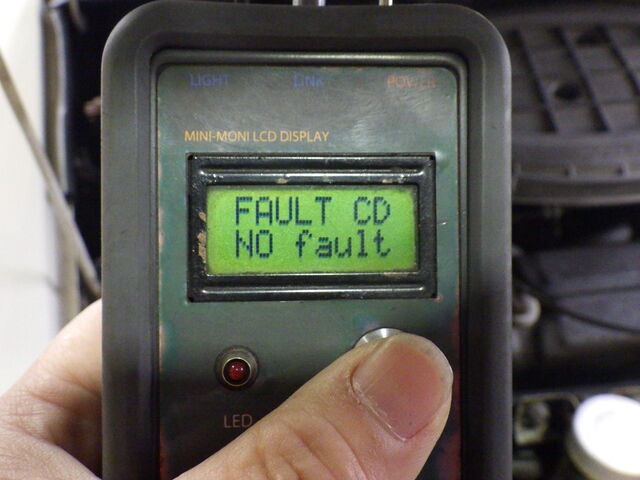 LIGHT LINK POWER
MINI-MONI LCD DISPLAY
FAULT CD
NO fault
LED